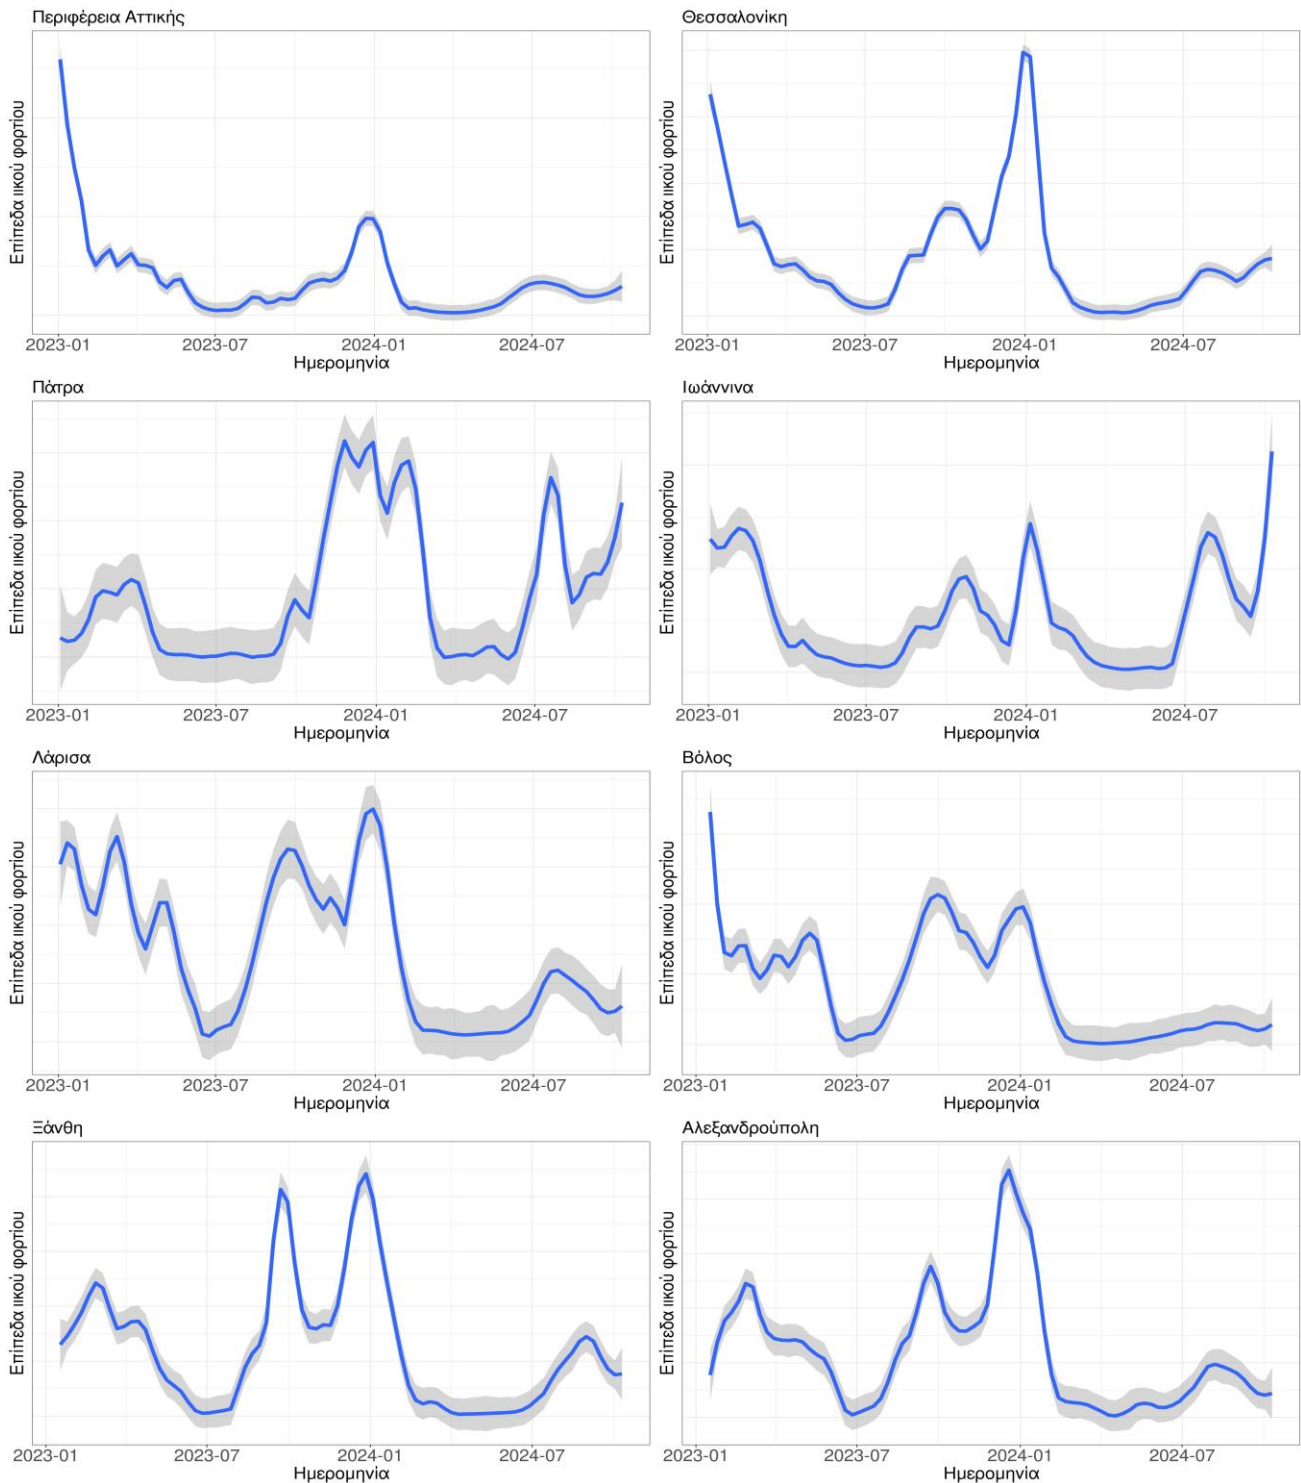 Περιφέρεια Αττικής
Επίπεδα ιικού φορτίου
2023-01 2023-07 2024-01 2024-07
Ημερομηνία
Θεσσαλονίκη
Επίπεδα ιικού φορτίου
2023-01 2023-07 2024-01 2024-07
Ημερομηνία
Πάτρα
Επίπεδα ιικού φορτίου
2023-01 2023-07 2024-01 2024-07
Ημερομηνία
Ιωάννινα
Επίπεδα ιικού φορτίου
2023-01 2023-07 2024-01 2024-07
Ημερομηνία
Λάρισα
Επίπεδα ιικού φορτίου
2023-01 2023-07 2024-01 2024-07
Ημερομηνία
Βόλος
Επίπεδα ιικού φορτίου
2023-01 2023-07 2024-01 2024-07
Ημερομηνία
Ξάνθη
Επίπεδα ιικού φορτίου
2023-01 2023-07 2024-01 2024-07
Ημερομηνία
Αλεξανδρούπολη
Επίπεδα ιικού φορτίου
2023-01 2023-07 2024-01 2024-07
Ημερομηνία